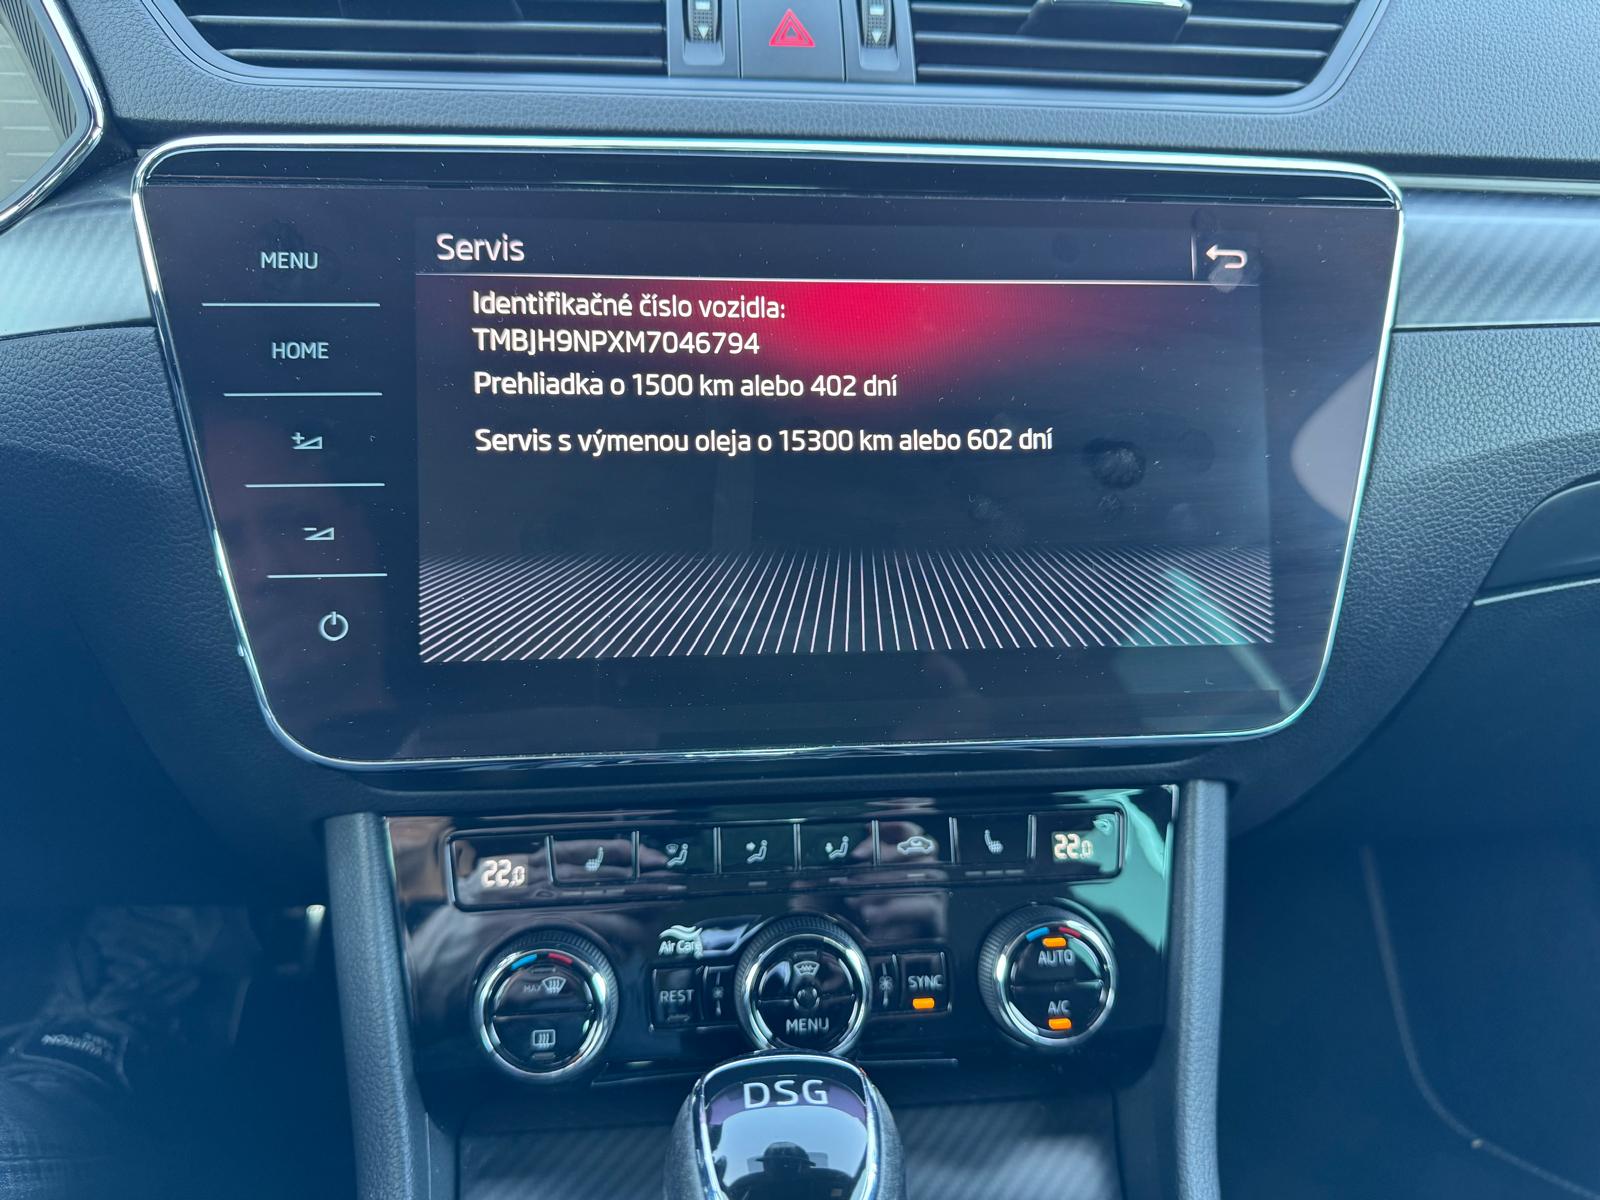 Servis
MENU
Identifikačné číslo vozidla:
TMBJH9NPXM7046794
HOME
Prehliadka o 1500 km alebo 402 dní
Servis s výmenou oleja o 15300 km alebo 602 dní
22.0
22.0
Air Care
MAX
REST
SYNC
AUTO
A/C
MENU
DSG